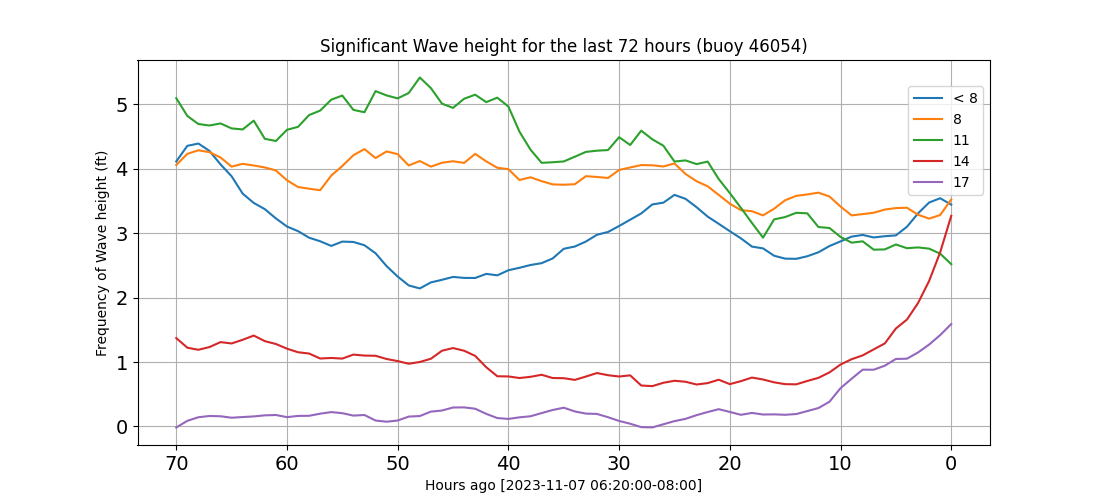 Significant Wave height for the last 72 hours (buoy 46054)
Frequency of Wave height (ft)
5
4
3
2
1
0
< 8
8
11
14
17
70 60 50 40 30 20 10 0
Hours ago [2023-11-07 06:20:00-08:00]